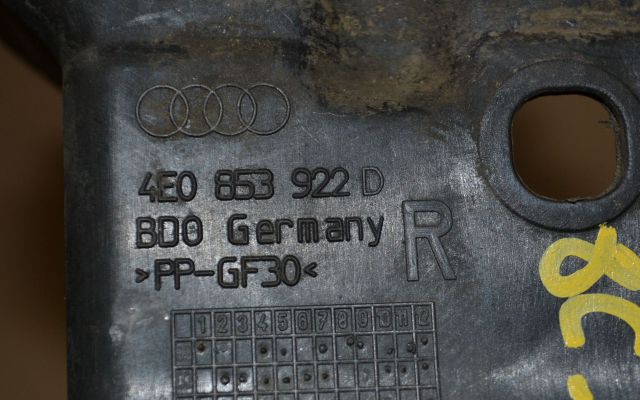 4E0 853 922 D
BDO Germany
>PP-GF30<
R
1 2 3 4 5 6 7 8 9 10 11 12
8C